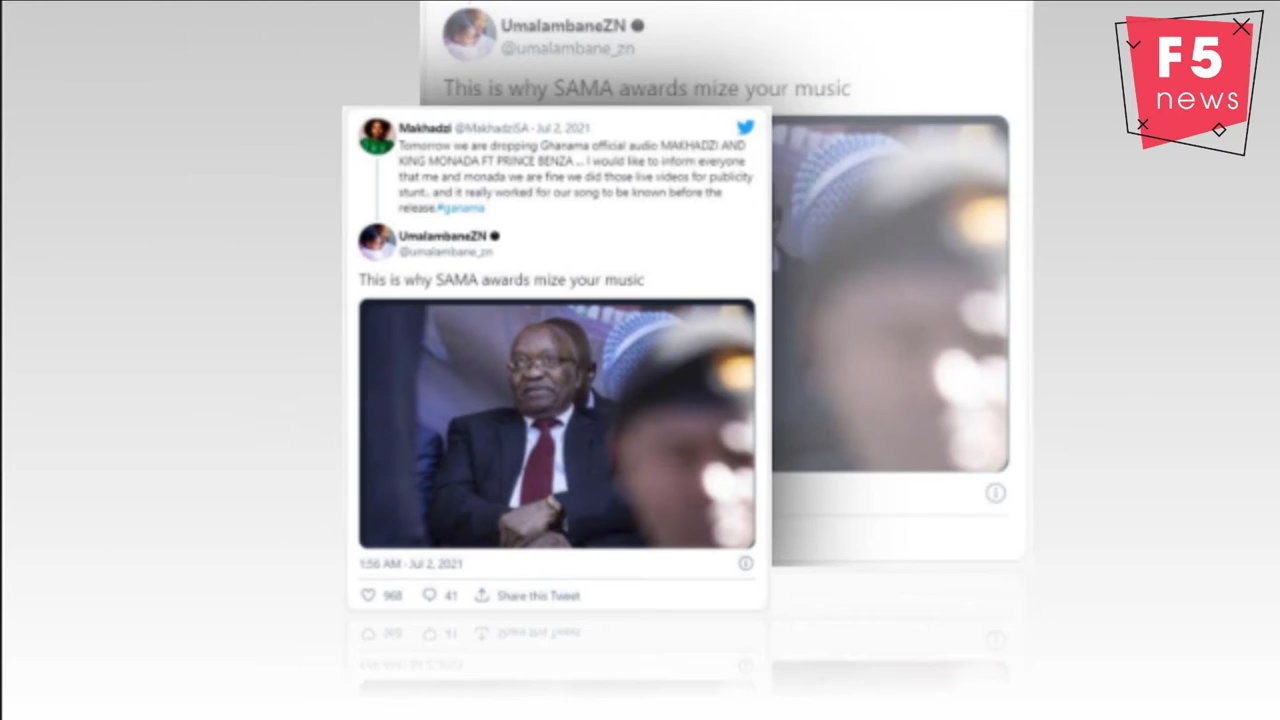 UmalambaneZN
@umalambane_zn
This is why SAMA awards mize your music
F5
news
Makhadzi @MakhadziSA · Jul 2, 2021
Tomorrow we are dropping Ghanama official audio MAKHADZI AND
KING MONADA FT PRINCE BENZA ... I would like to inform everyone
that me and monada we are fine we did those live videos for publicity
stunt.. and it really worked for our song to be known before the
release.#ganama
UmalambaneZN
@umalambane_zn
This is why SAMA awards mize your music
1:56 AM · Jul 2, 2021
968 41 Share this Tweet